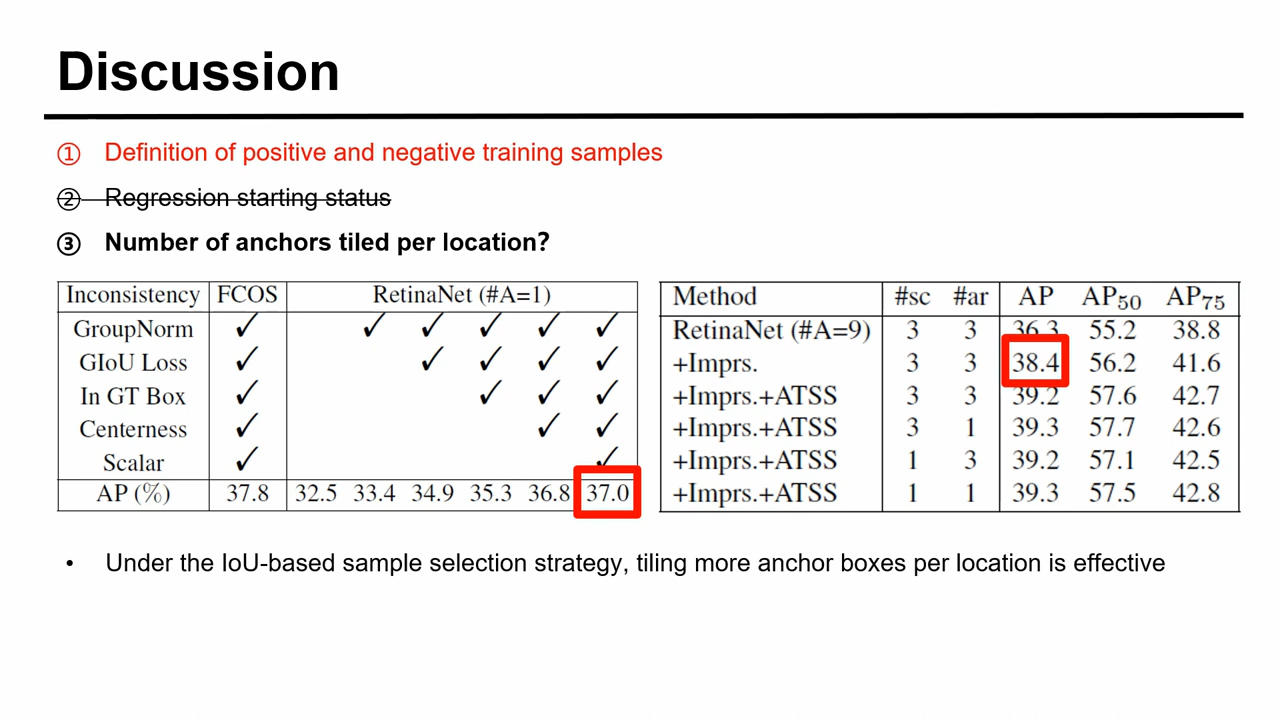 Discussion
① Definition of positive and negative training samples
② Regression starting status
③ Number of anchors tiled per location?
Inconsistency FCOS RetinaNet (#A=1)
GroupNorm ✓ ✓ ✓ ✓ ✓ ✓
GIoU Loss ✓ ✓ ✓ ✓ ✓
In GT Box ✓ ✓ ✓ ✓
Centerness ✓ ✓ ✓
Scalar ✓ ✓
AP (%) 37.8 32.5 33.4 34.9 35.3 36.8 37.0
Method #sc #ar AP AP50 AP75
RetinaNet (#A=9) 3 3 36.3 55.2 38.8
+Imprs. 3 3 38.4 56.2 41.6
+Imprs.+ATSS 3 3 39.2 57.6 42.7
+Imprs.+ATSS 3 1 39.3 57.7 42.6
+Imprs.+ATSS 1 3 39.2 57.1 42.5
+Imprs.+ATSS 1 1 39.3 57.5 42.8
• Under the IoU-based sample selection strategy, tiling more anchor boxes per location is effective